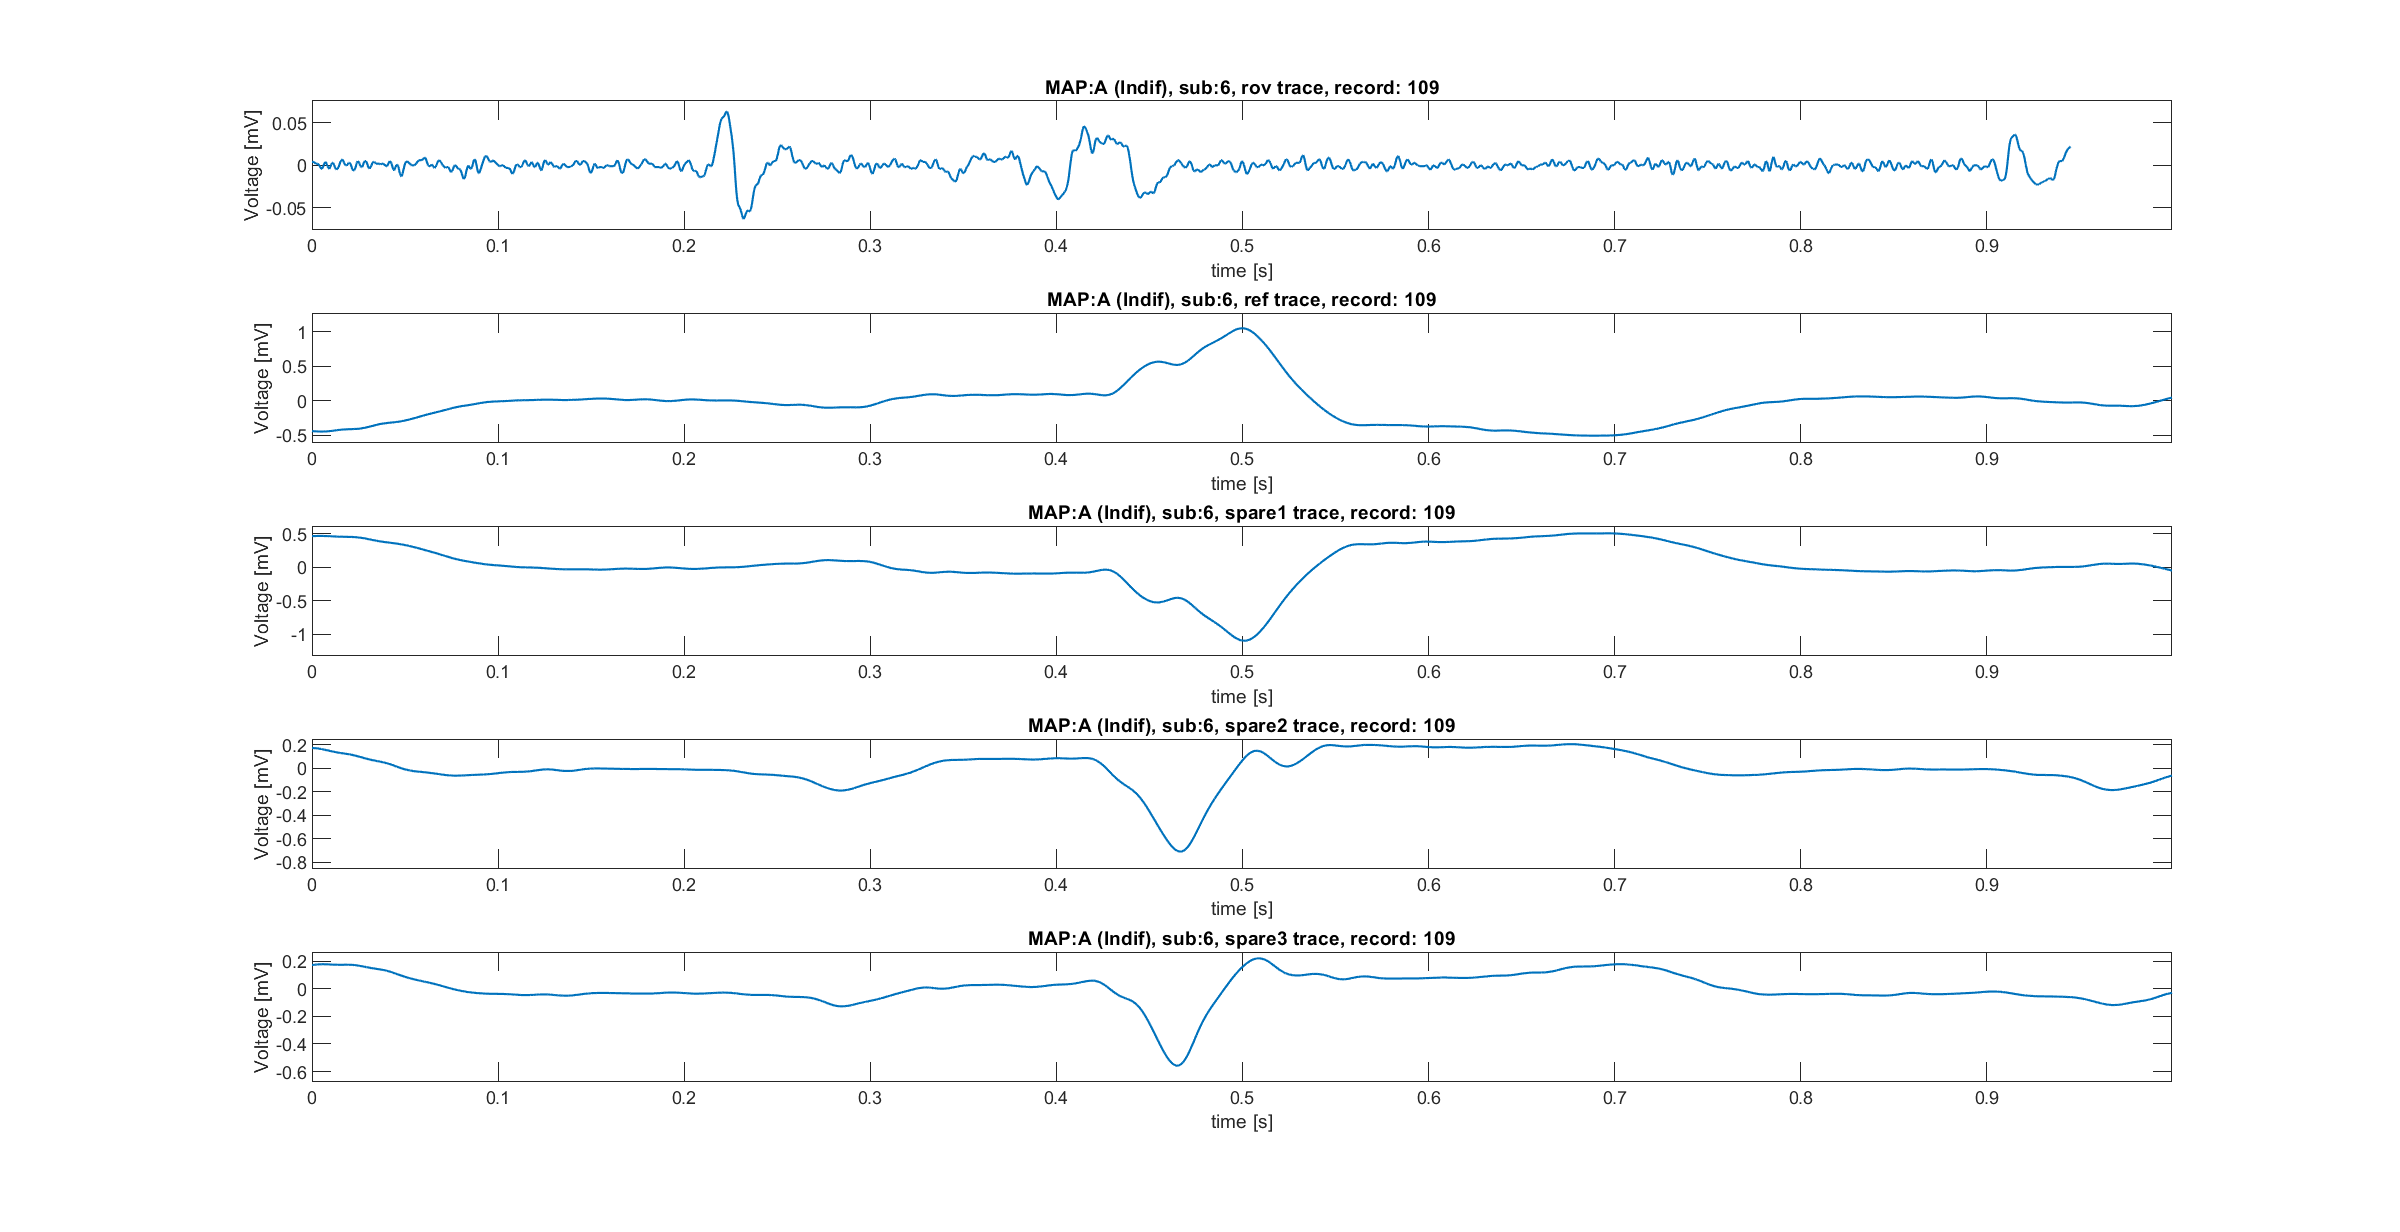 MAP:A (Indif), sub:6, rov trace, record: 109
Voltage [mV]
0.05
0
-0.05
0 0.1 0.2 0.3 0.4 0.5 0.6 0.7 0.8 0.9
time [s]
MAP:A (Indif), sub:6, ref trace, record: 109
Voltage [mV]
1
0.5
0
-0.5
0 0.1 0.2 0.3 0.4 0.5 0.6 0.7 0.8 0.9
time [s]
MAP:A (Indif), sub:6, spare1 trace, record: 109
Voltage [mV]
0.5
0
-0.5
-1
0 0.1 0.2 0.3 0.4 0.5 0.6 0.7 0.8 0.9
time [s]
MAP:A (Indif), sub:6, spare2 trace, record: 109
Voltage [mV]
0.2
0
-0.2
-0.4
-0.6
-0.8
0 0.1 0.2 0.3 0.4 0.5 0.6 0.7 0.8 0.9
time [s]
MAP:A (Indif), sub:6, spare3 trace, record: 109
Voltage [mV]
0.2
0
-0.2
-0.4
-0.6
0 0.1 0.2 0.3 0.4 0.5 0.6 0.7 0.8 0.9
time [s]